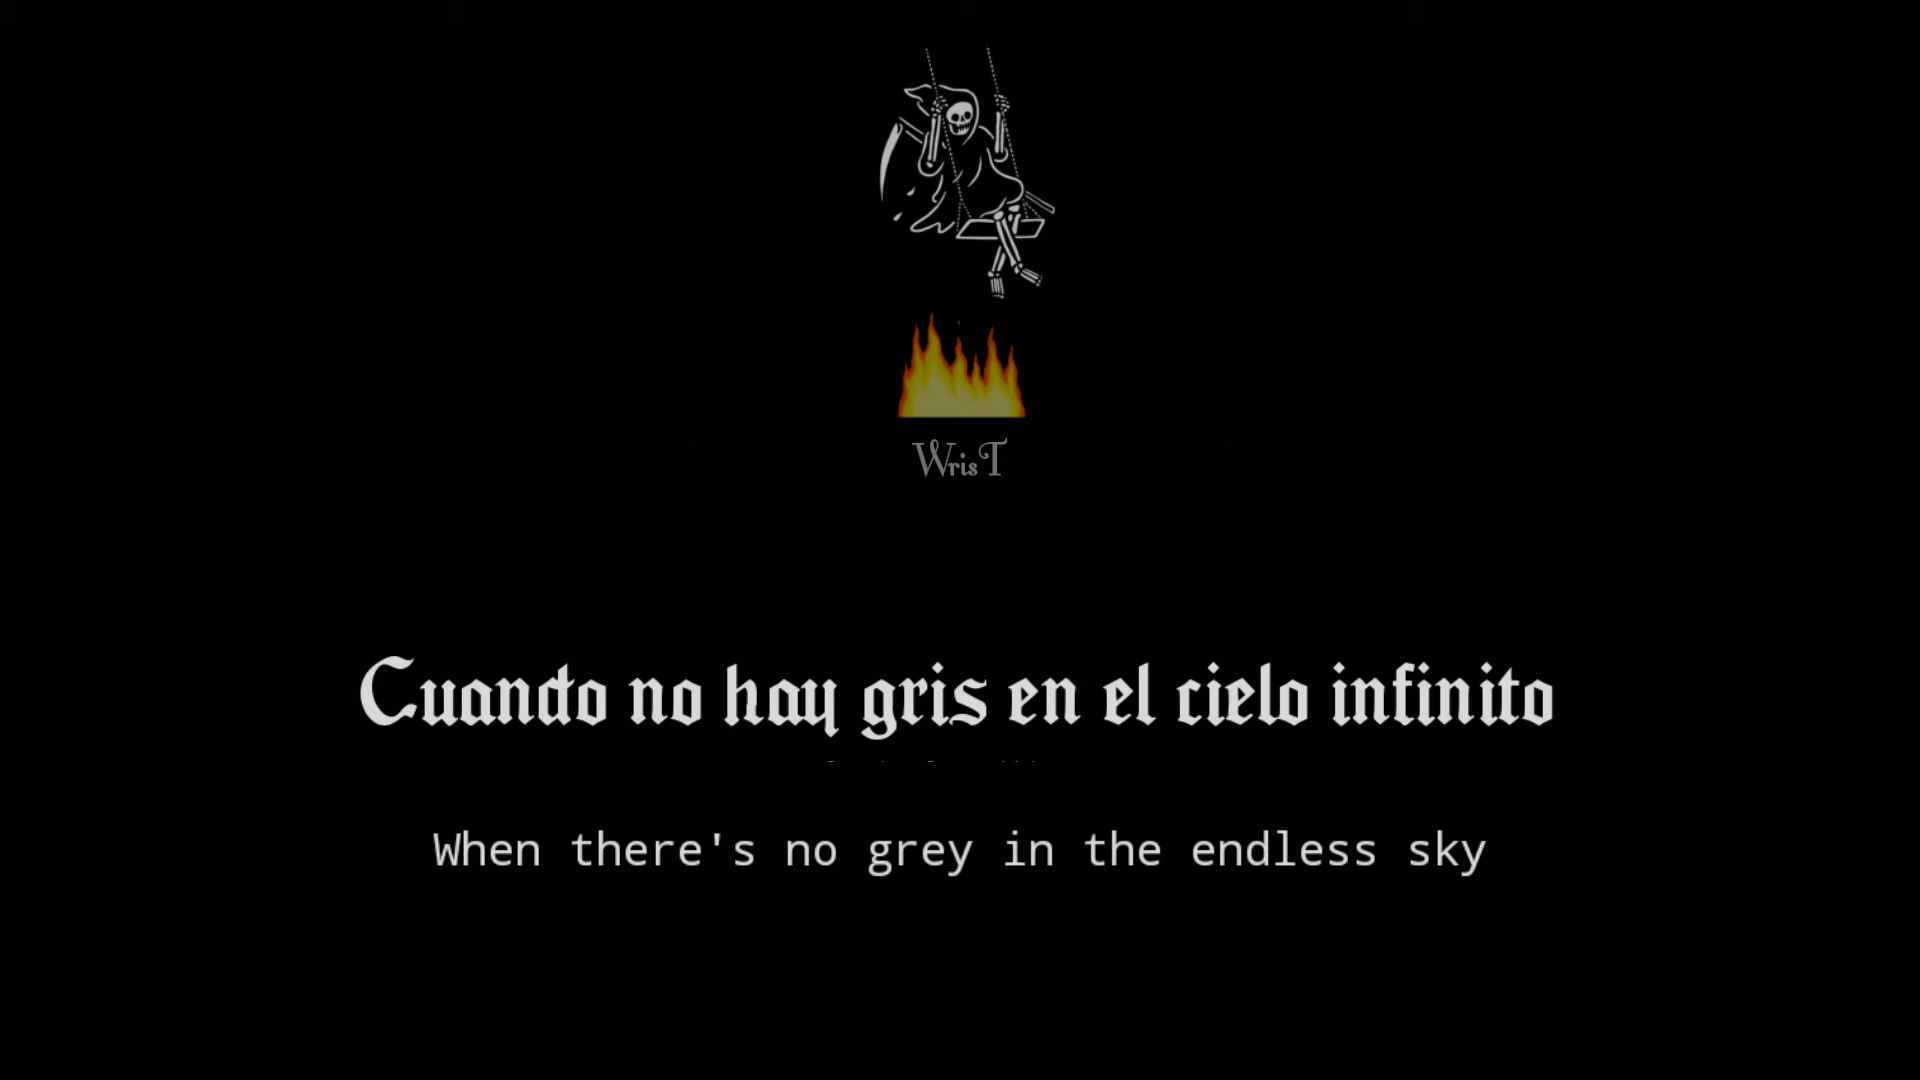 WrisT
Cuando no hay gris en el cielo infinito
When there's no grey in the endless sky